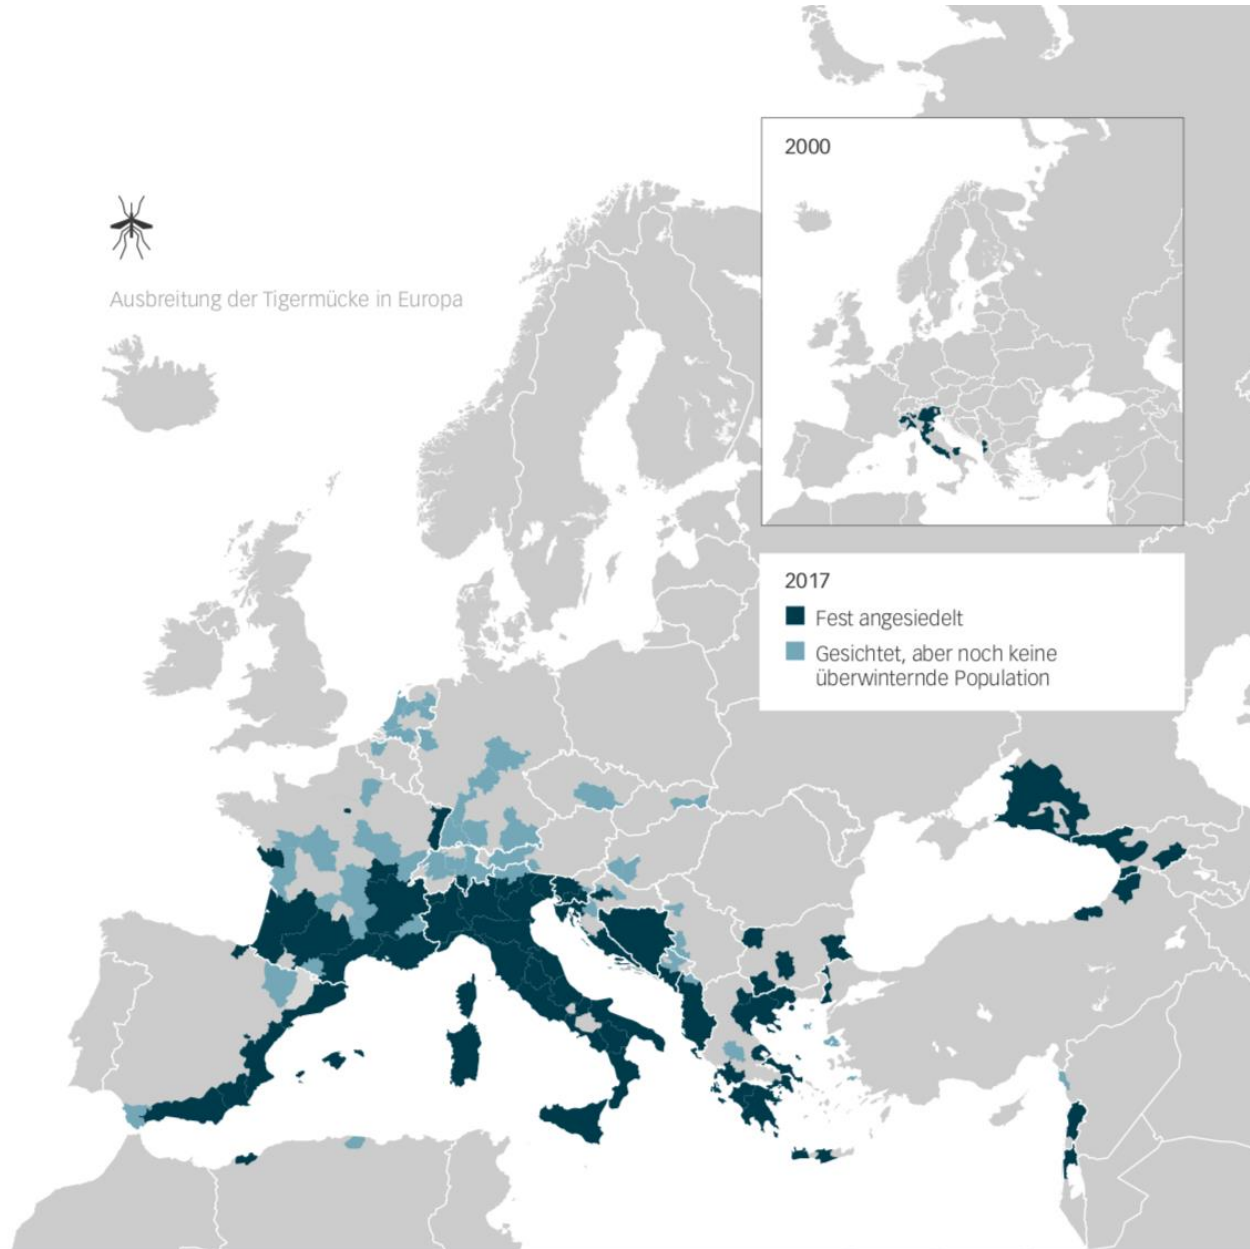 Ausbreitung der Tigermücke in Europa
2000
2017
Fest angesiedelt
Gesichtet, aber noch keine
überwinternde Population